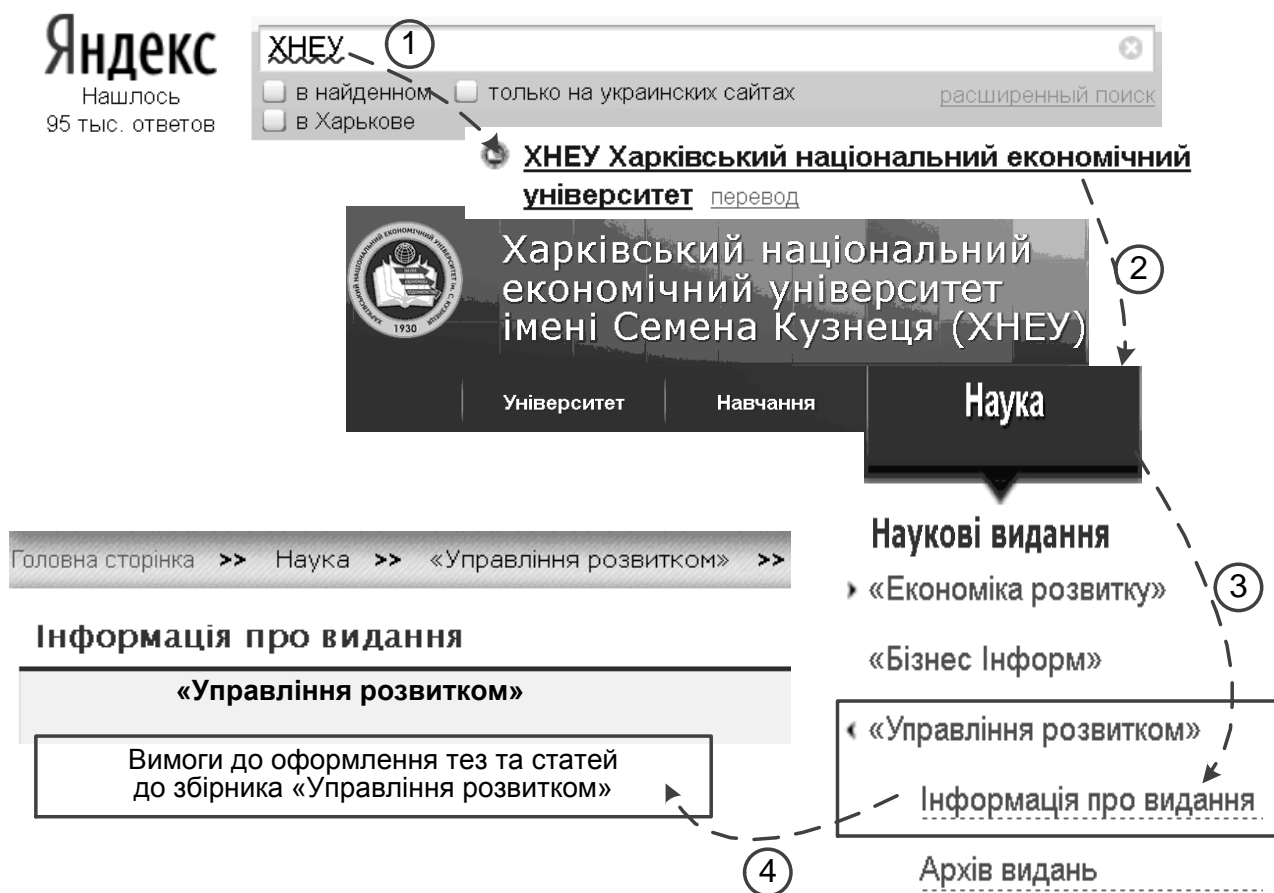 Яндекс
Нашлось
95 тыс. ответов
ХНЕУ
1
в найденном
только на украинских сайтах
расширенный поиск
в Харькове
ХНЕУ Харківський національний економічний
університет перевод
Харківський національний
економічний університет
імені Семена Кузнеця (ХНЕУ)
1930
2
Університет
Навчання
Наука
Наукові видання
«Економіка розвитку»
3
«Бізнес Інформ»
«Управління розвитком»
Інформація про видання
Архів видань
Головна сторінка >> Наука >> «Управління розвитком» >>
Інформація про видання
«Управління розвитком»
Вимоги до оформлення тез та статей
до збірника «Управління розвитком»
4